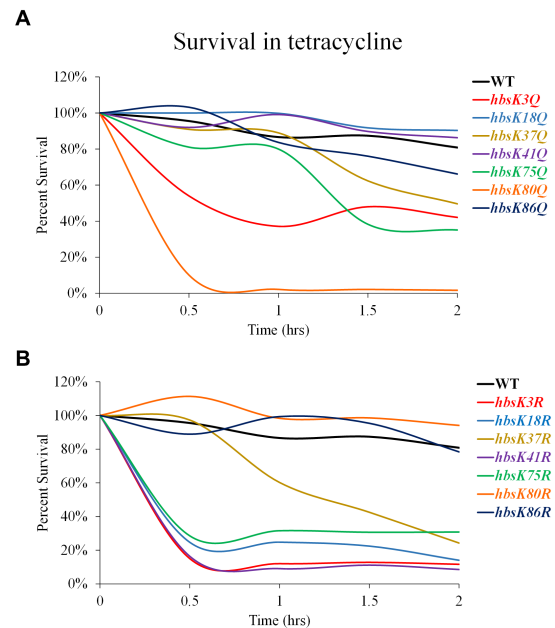 A
Survival in tetracycline
120%
100%
80%
60%
40%
20%
0%
Percent Survival
0
0.5
1
1.5
2
Time (hrs)
WT
hbsK3Q
hbsK18Q
hbsK37Q
hbsK41Q
hbsK75Q
hbsK80Q
hbsK86Q
B
120%
100%
80%
60%
40%
20%
0%
Percent Survival
0
0.5
1
1.5
2
Time (hrs)
WT
hbsK3R
hbsK18R
hbsK37R
hbsK41R
hbsK75R
hbsK80R
hbsK86R